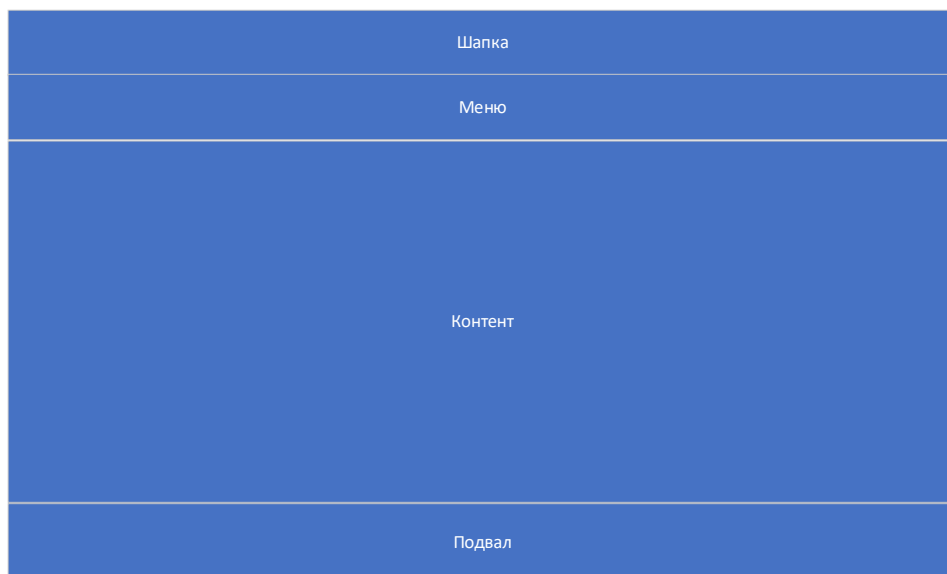 Шапка
Меню
Контент
Подвал